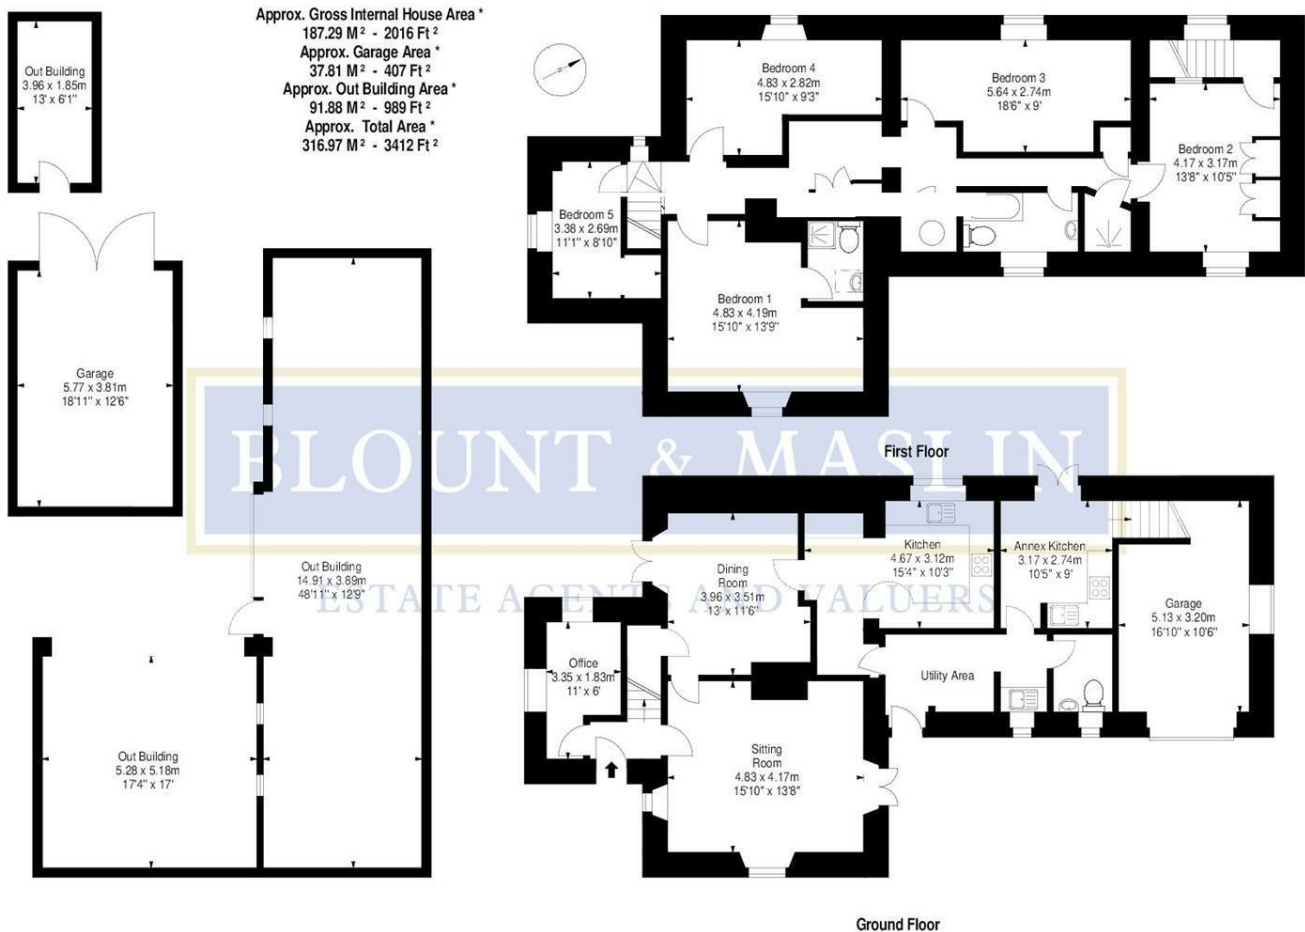 Approx. Gross Internal House Area *
187.29 M² - 2016 Ft²
Approx. Garage Area *
37.81 M² - 407 Ft²
Approx. Out Building Area *
91.88 M² - 989 Ft²
Approx. Total Area *
316.97 M² - 3412 Ft²
Out Building
3.96 x 1.85m
13' x 6'1"
Garage
5.77 x 3.81m
18'11" x 12'6"
Out Building
14.91 x 3.89m
48'11" x 12'9"
Out Building
5.28 x 5.18m
17'4" x 17'
Bedroom 4
4.83 x 2.82m
15'10" x 9'3"
Bedroom 3
5.64 x 2.74m
18'6" x 9'
Bedroom 2
4.17 x 3.17m
13'8" x 10'5"
Bedroom 5
3.38 x 2.69m
11'1" x 8'10"
Bedroom 1
4.83 x 4.19m
15'10" x 13'9"
BLOUNT & MASLIN
ESTATE AGENTS AND VALUERS
First Floor
Kitchen
4.67 x 3.12m
15'4" x 10'3"
Annex Kitchen
3.17 x 2.74m
10'5" x 9'
Dining
Room
3.96 x 3.51m
13' x 11'6"
Garage
5.13 x 3.20m
16'10" x 10'6"
Office
3.35 x 1.83m
11' x 6'
Utility Area
Sitting
Room
4.83 x 4.17m
15'10" x 13'8"
Ground Floor